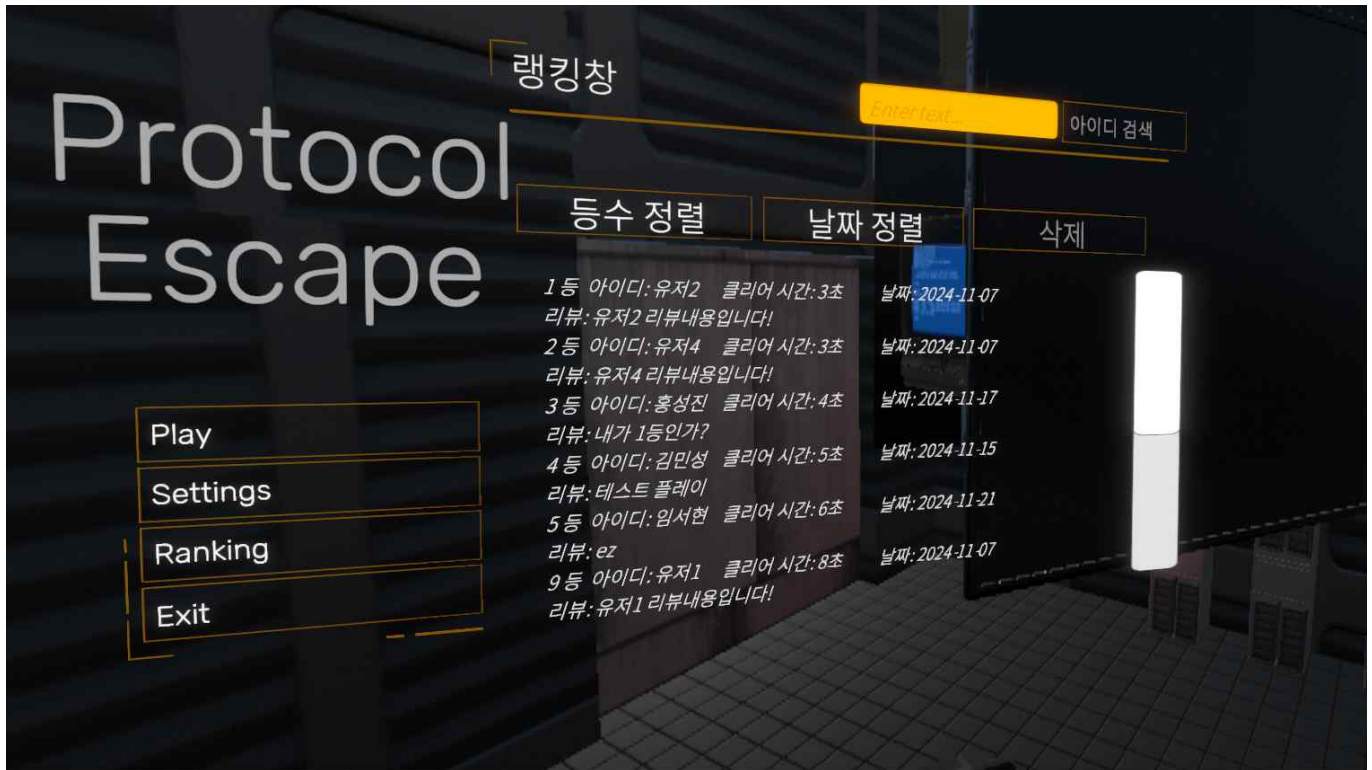 Protocol
Escape
Play
Settings
Ranking
Exit
랭킹창
Enter text...
아이디 검색
등수 정렬
날짜 정렬
삭제
1등 아이디: 유저2 클리어 시간: 3초 날짜: 2024-11-07
리뷰: 유저2 리뷰내용입니다!
2등 아이디: 유저4 클리어 시간: 3초 날짜: 2024-11-07
리뷰: 유저4 리뷰내용입니다!
3등 아이디: 홍성진 클리어 시간: 4초 날짜: 2024-11-17
리뷰: 내가 1등인가?
4등 아이디: 김민성 클리어 시간: 5초 날짜: 2024-11-15
리뷰: 테스트 플레이
5등 아이디: 임서현 클리어 시간: 6초 날짜: 2024-11-21
리뷰: ez
9등 아이디: 유저1 클리어 시간: 8초 날짜: 2024-11-07
리뷰: 유저1 리뷰내용입니다!